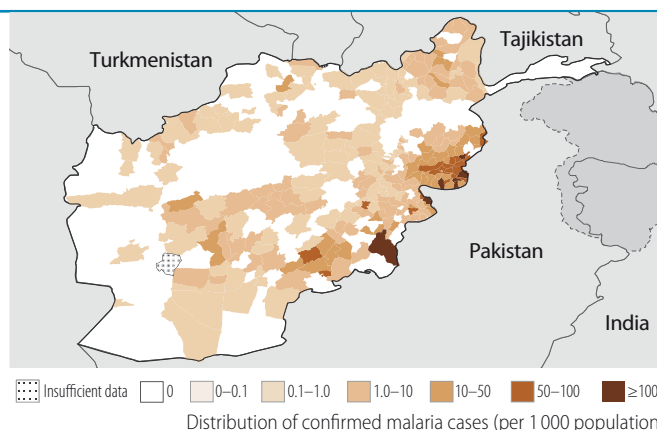 Turkmenistan
Tajikistan
Pakistan
India
Insufficient data 0 0–0.1 0.1–1.0 1.0–10 10–50 50–100 ≥100
Distribution of confirmed malaria cases (per 1 000 population